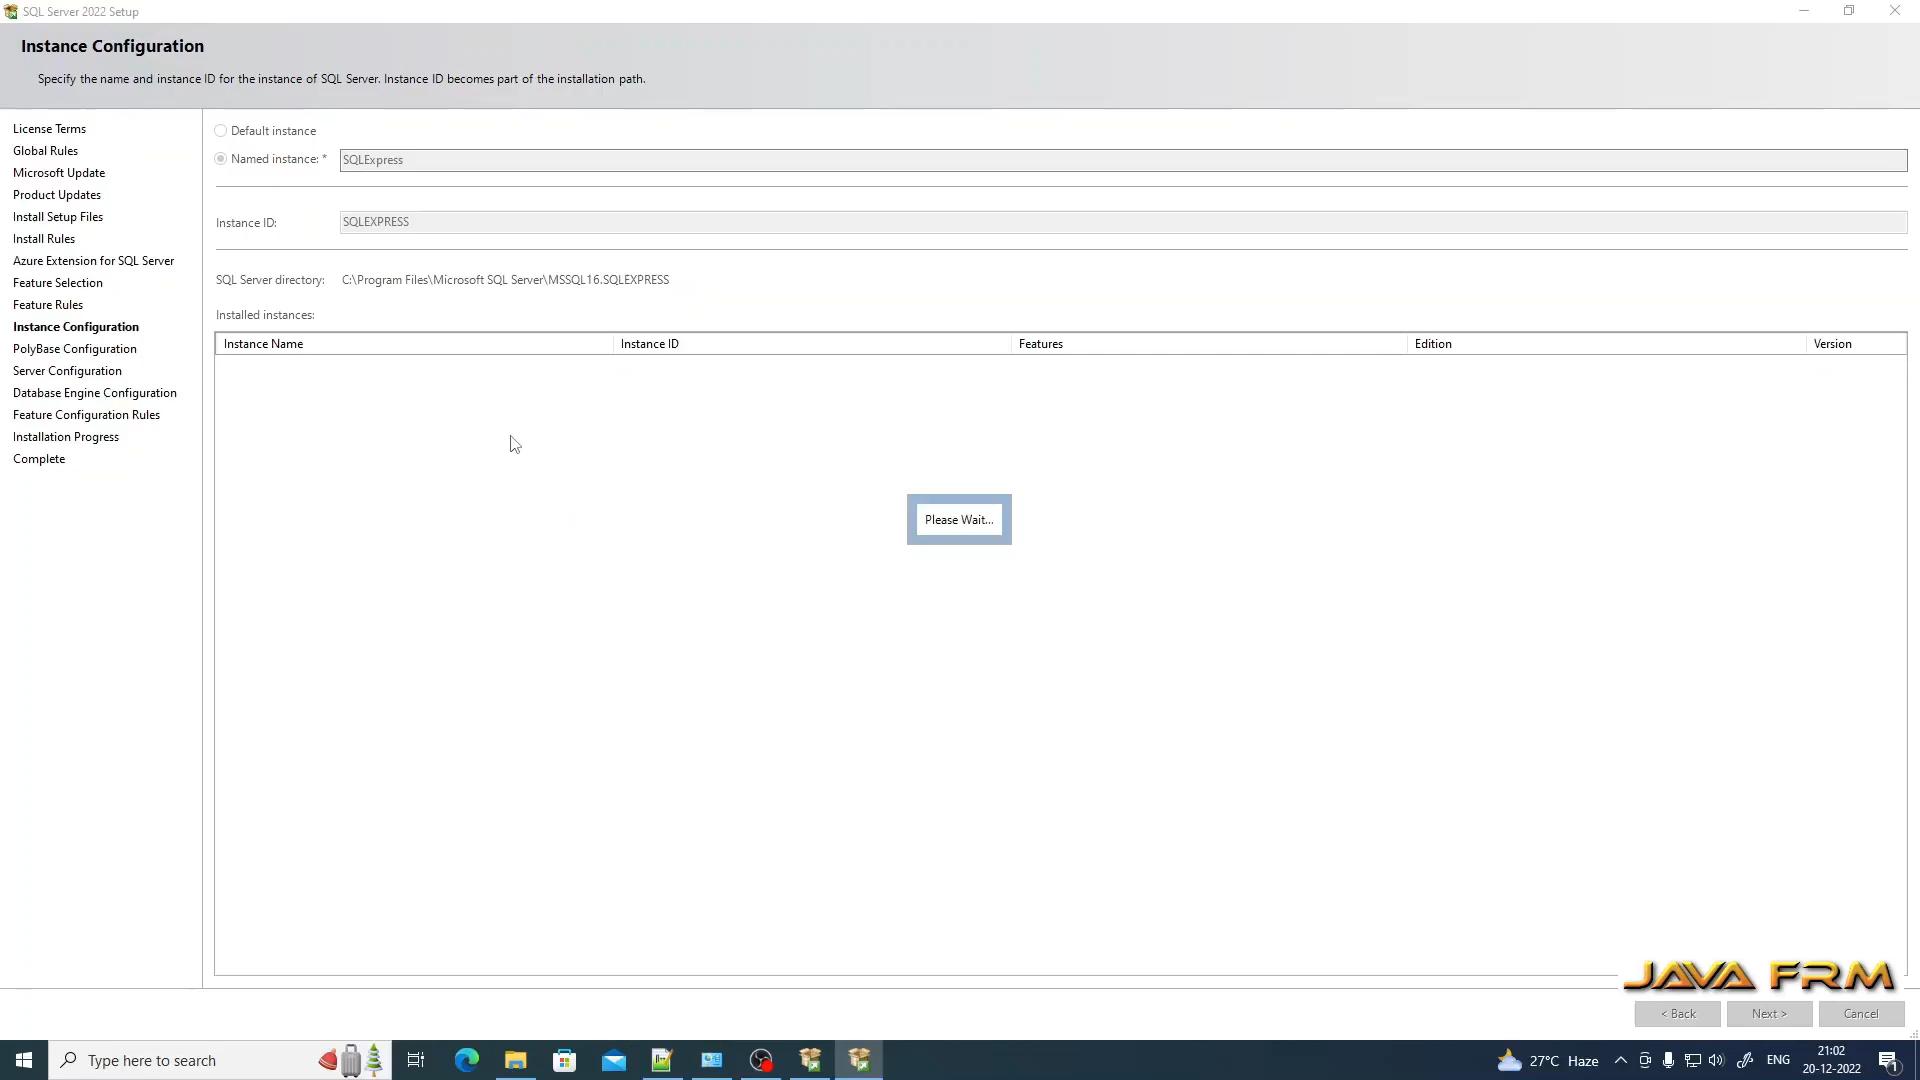 SQL Server 2022 Setup
Instance Configuration
Specify the name and instance ID for the instance of SQL Server. Instance ID becomes part of the installation path.
License Terms
Global Rules
Microsoft Update
Product Updates
Install Setup Files
Install Rules
Azure Extension for SQL Server
Feature Selection
Feature Rules
Instance Configuration
PolyBase Configuration
Server Configuration
Database Engine Configuration
Feature Configuration Rules
Installation Progress
Complete
Default instance
Named instance: * SQLExpress
Instance ID: SQLEXPRESS
SQL Server directory: C:\Program Files\Microsoft SQL Server\MSSQL16.SQLEXPRESS
Installed instances:
Instance Name Instance ID Features Edition Version
Please Wait...
JAVA FRM
< Back Next > Cancel
Type here to search
27°C Haze
ENG
21:02
20-12-2022
1